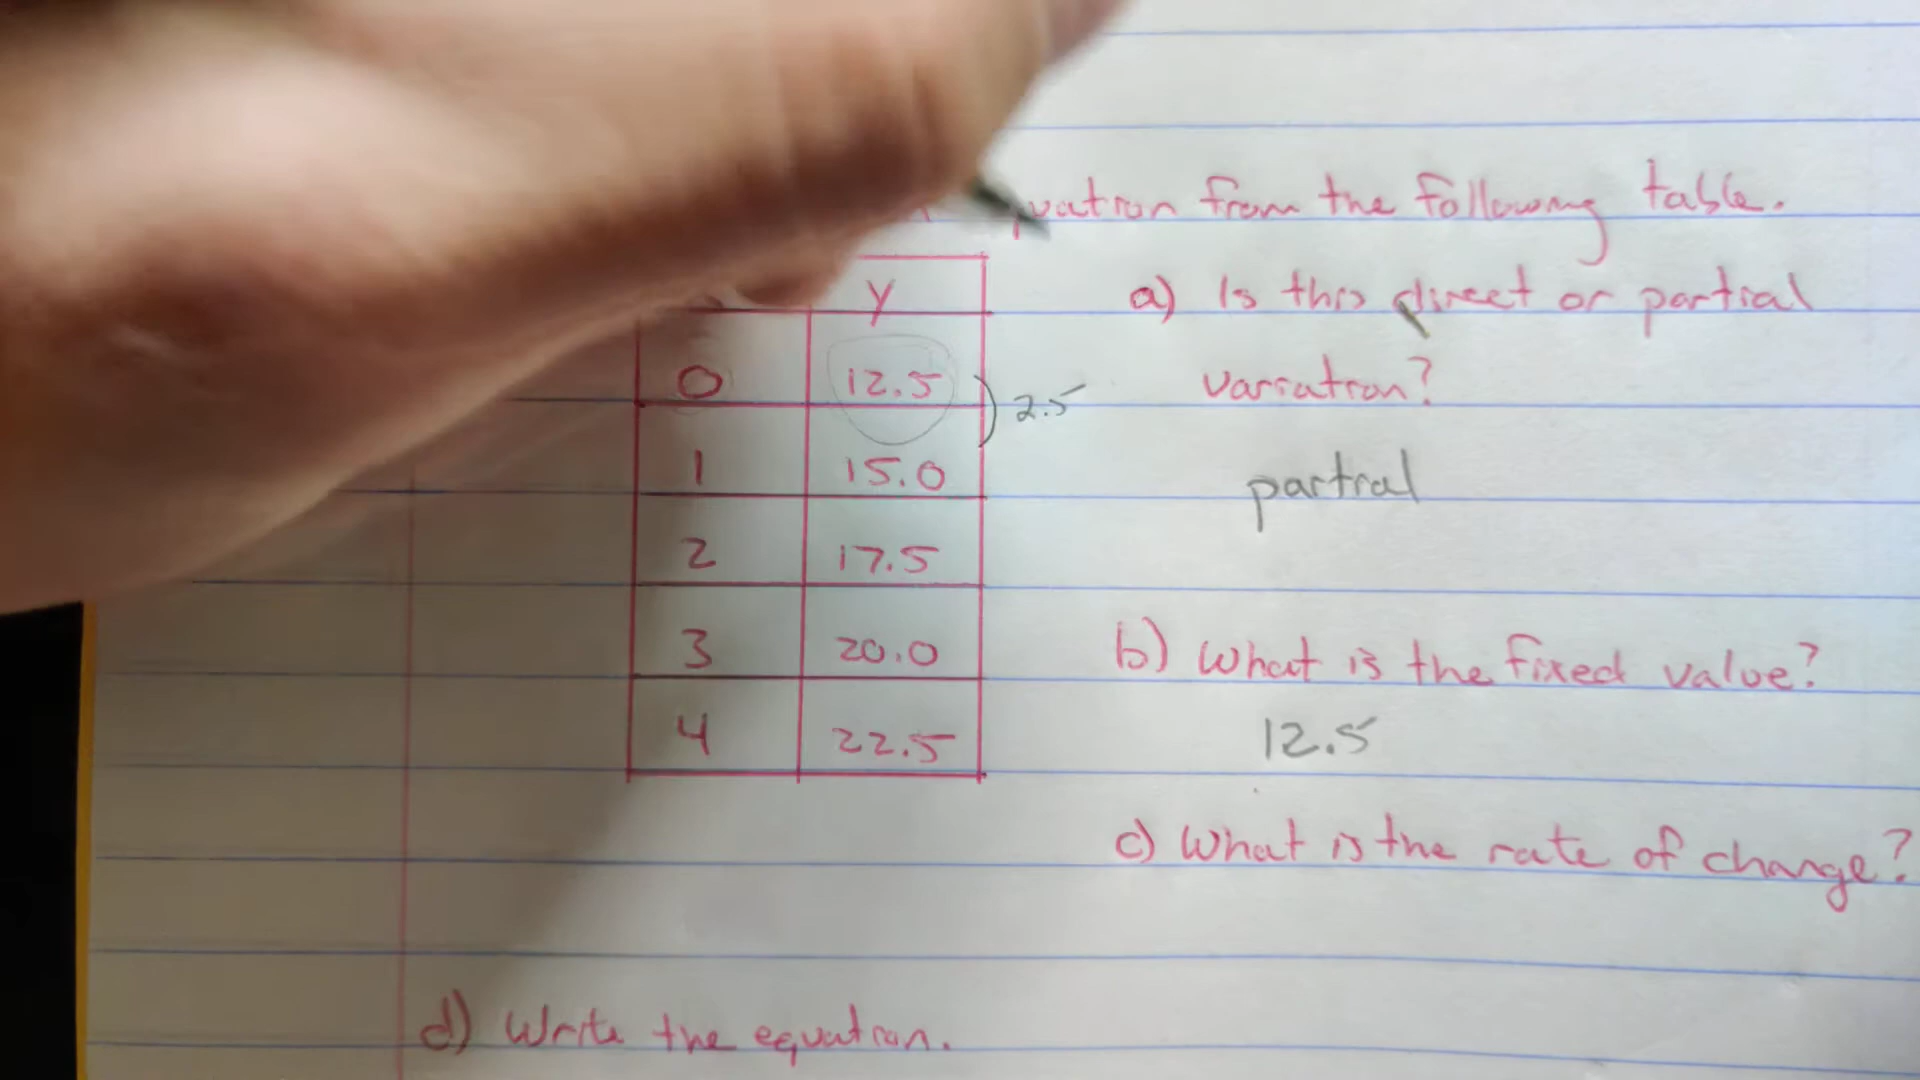 from the following table.
y
0 12.5
2.5
1 15.0
2 17.5
3 20.0
4 22.5
a) Is this direct or partial
variation?
partial
b) What is the fixed value?
12.5
c) What is the rate of change?
d) Write the equation.